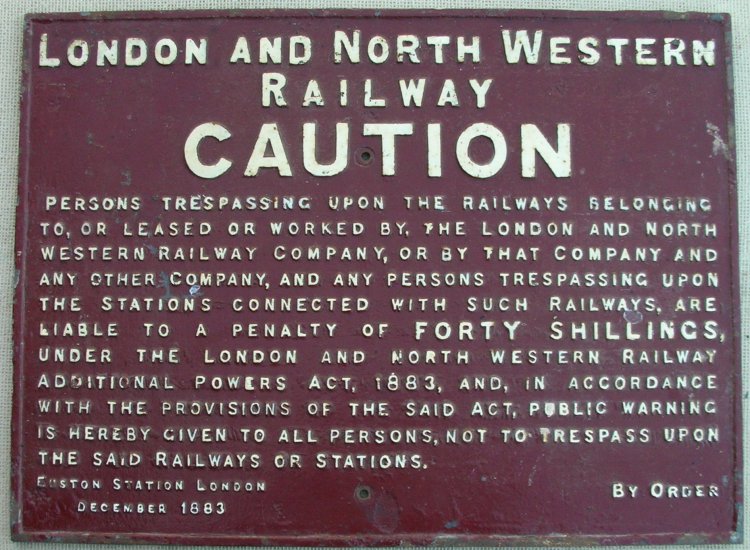 LONDON AND NORTH WESTERN
RAILWAY
CAUTION
PERSONS TRESPASSING UPON THE RAILWAYS BELONGING
TO, OR LEASED OR WORKED BY, THE LONDON AND NORTH
WESTERN RAILWAY COMPANY, OR BY THAT COMPANY AND
ANY OTHER COMPANY, AND ANY PERSONS TRESPASSING UPON
THE STATIONS CONNECTED WITH SUCH RAILWAYS, ARE
LIABLE TO A PENALTY OF FORTY SHILLINGS,
UNDER THE LONDON AND NORTH WESTERN RAILWAY
ADDITIONAL POWERS ACT, 1883, AND, IN ACCORDANCE
WITH THE PROVISIONS OF THE SAID ACT, PUBLIC WARNING
IS HEREBY GIVEN TO ALL PERSONS, NOT TO TRESPASS UPON
THE SAID RAILWAYS OR STATIONS.
EUSTON STATION LONDON
DECEMBER 1883
BY ORDER